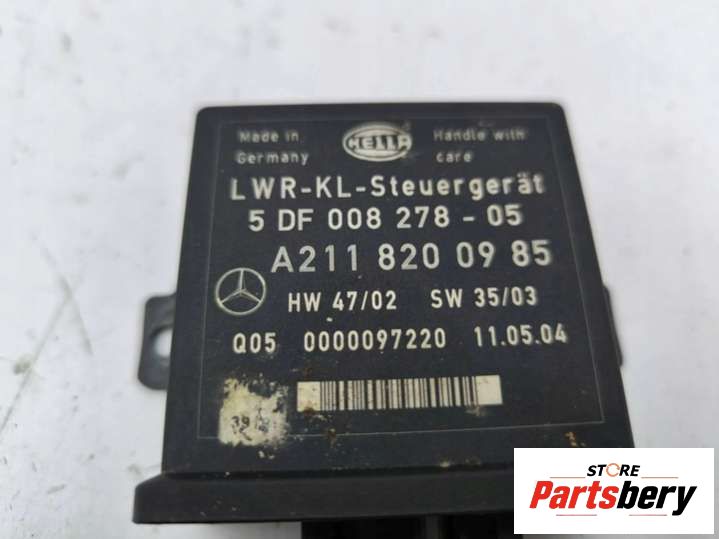 Made in
Germany
HELLA
Handle with
care
LWR-KL-Steuergerät
5 DF 008 278 - 05
A211 820 09 85
HW 47/02 SW 35/03
Q05 0000097220 11.05.04
STORE
Partsbery